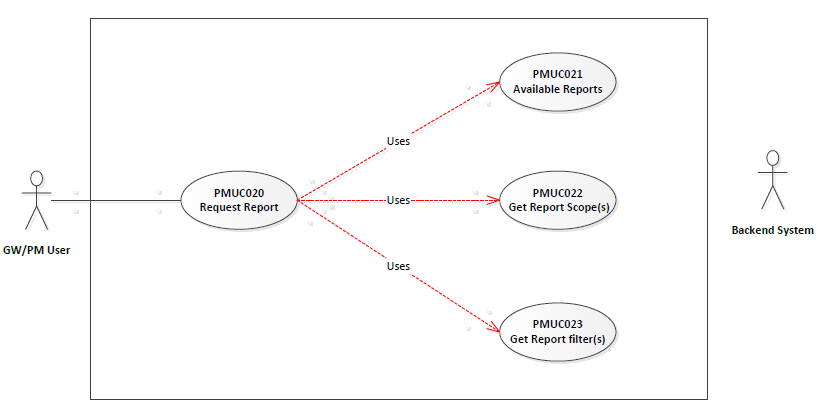 PMUC021
Available Reports
Uses
PMUC020
Request Report
Uses
PMUC022
Get Report Scope(s)
GW/PM User
Backend System
Uses
PMUC023
Get Report filter(s)